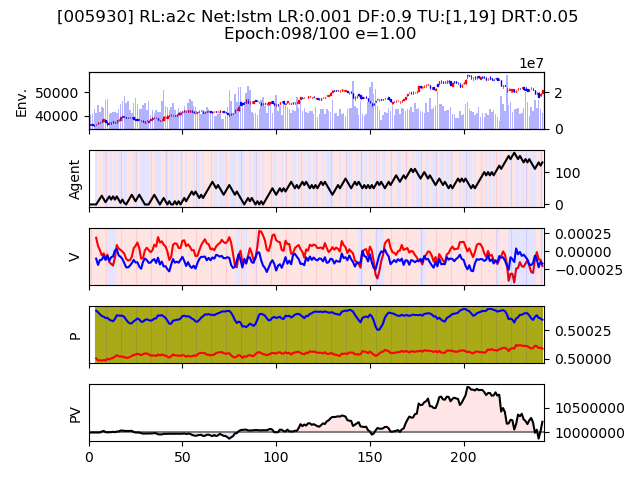 [005930] RL:a2c Net:lstm LR:0.001 DF:0.9 TU:[1,19] DRT:0.05
Epoch:098/100 e=1.00
1e7
Env.
50000
40000
2
0
Agent
100
0
V
0.00025
0.00000
−0.00025
P
0.50025
0.50000
PV
10500000
10000000
0
50
100
150
200